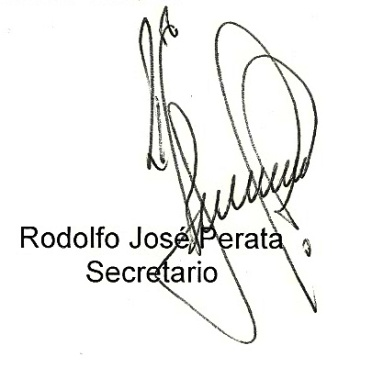 Rodolfo José Perata
Secretario